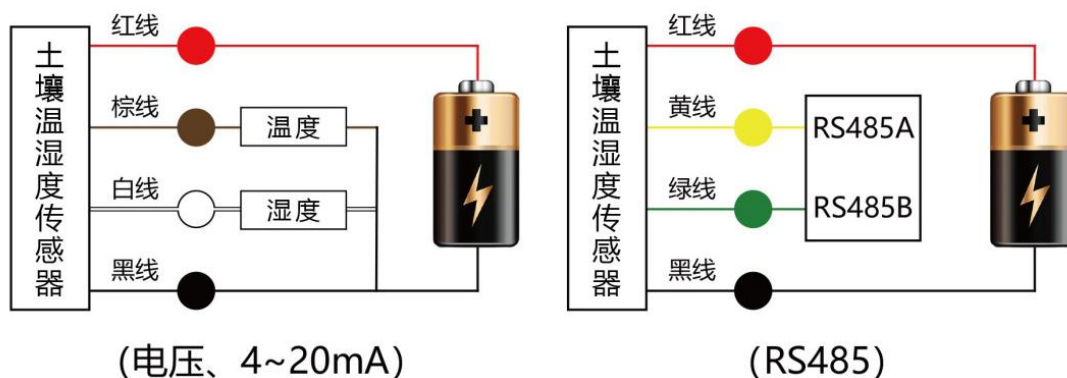 土壤温湿度传感器
红线
棕线
温度
白线
湿度
黑线
(电压、4~20mA)
土壤温湿度传感器
红线
黄线
RS485A
绿线
RS485B
黑线
(RS485)